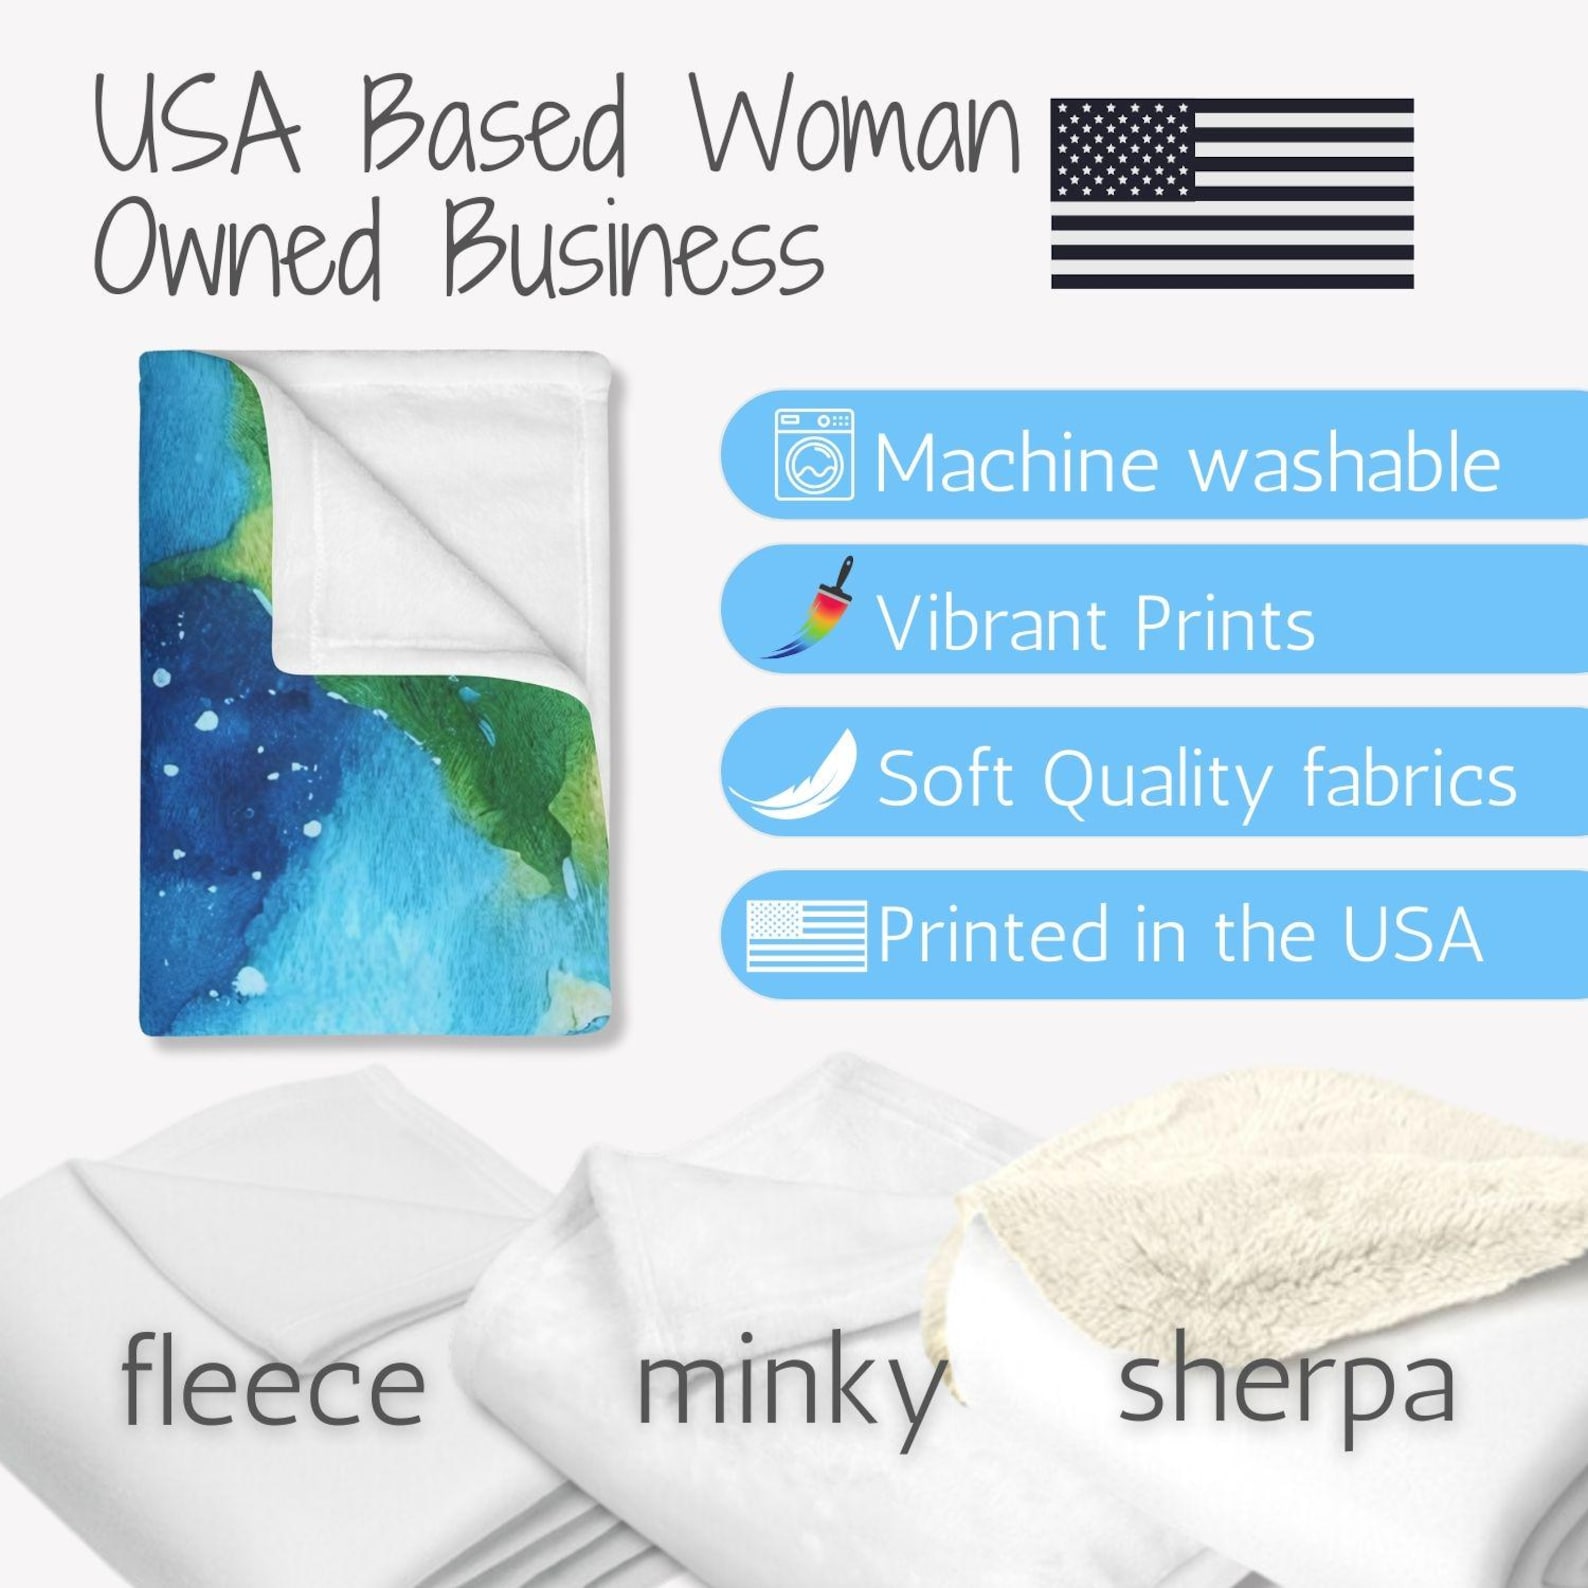 USA Based Woman
Owned Business
Machine washable
Vibrant Prints
Soft Quality fabrics
Printed in the USA
fleece
minky
sherpa